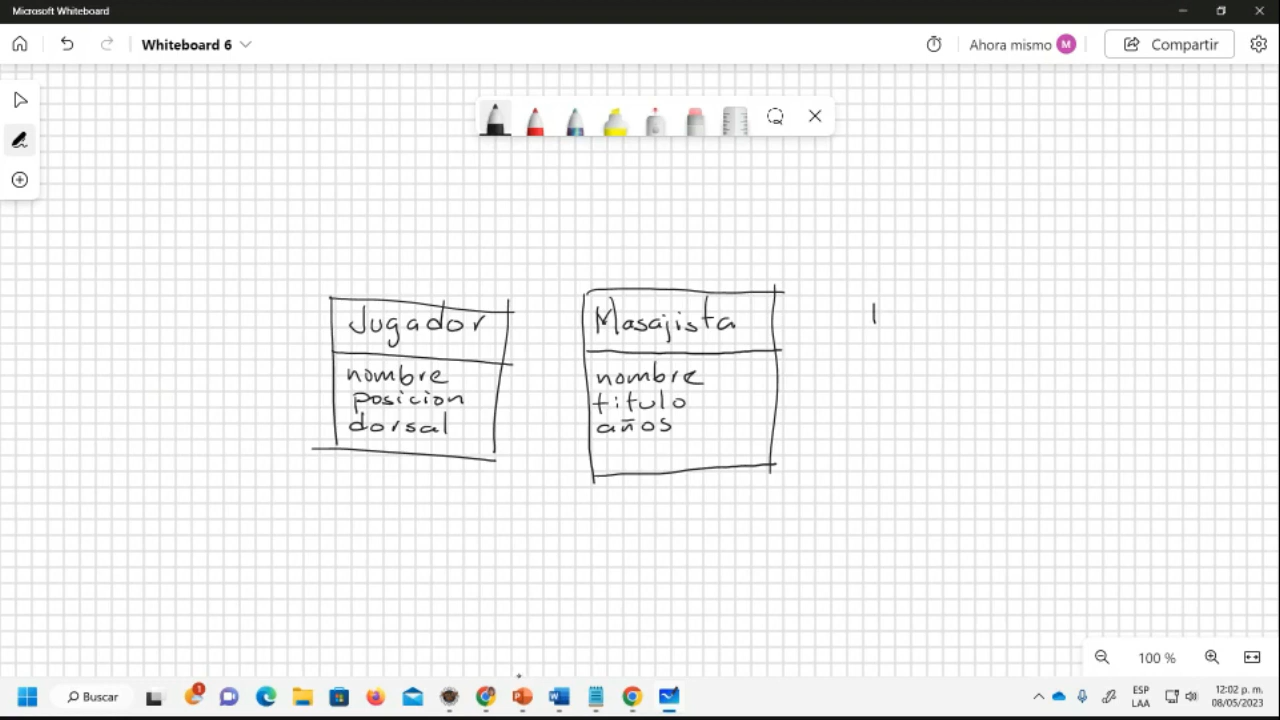 Microsoft Whiteboard
Whiteboard 6
Ahora mismo M
Compartir
Jugador
nombre
posicion
dorsal
Masajista
nombre
titulo
años
100 %
Buscar
1
ESP
LAA
12:02 p. m.
08/05/2023